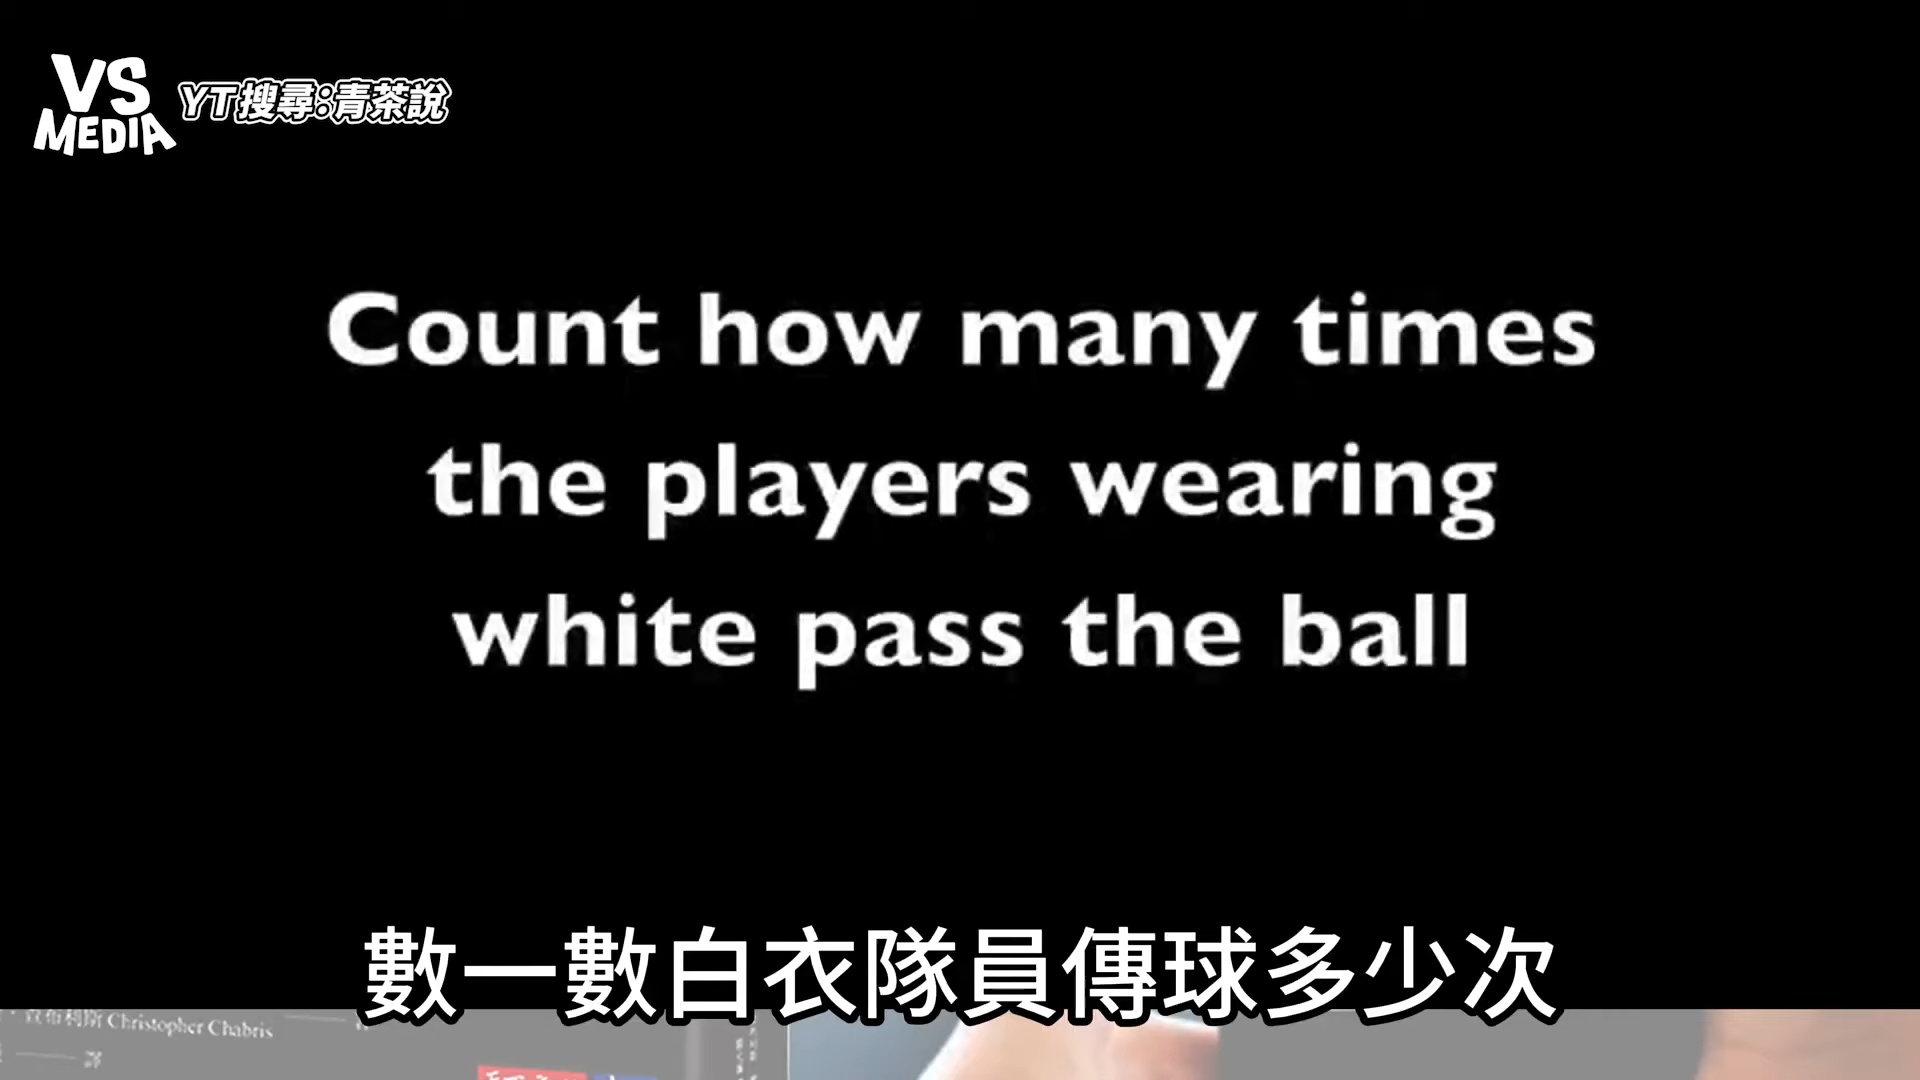 VS
MEDIA
YT搜尋:青茶說
Count how many times
the players wearing
white pass the ball
數一數白衣隊員傳球多少次
Christopher Chabris
譯